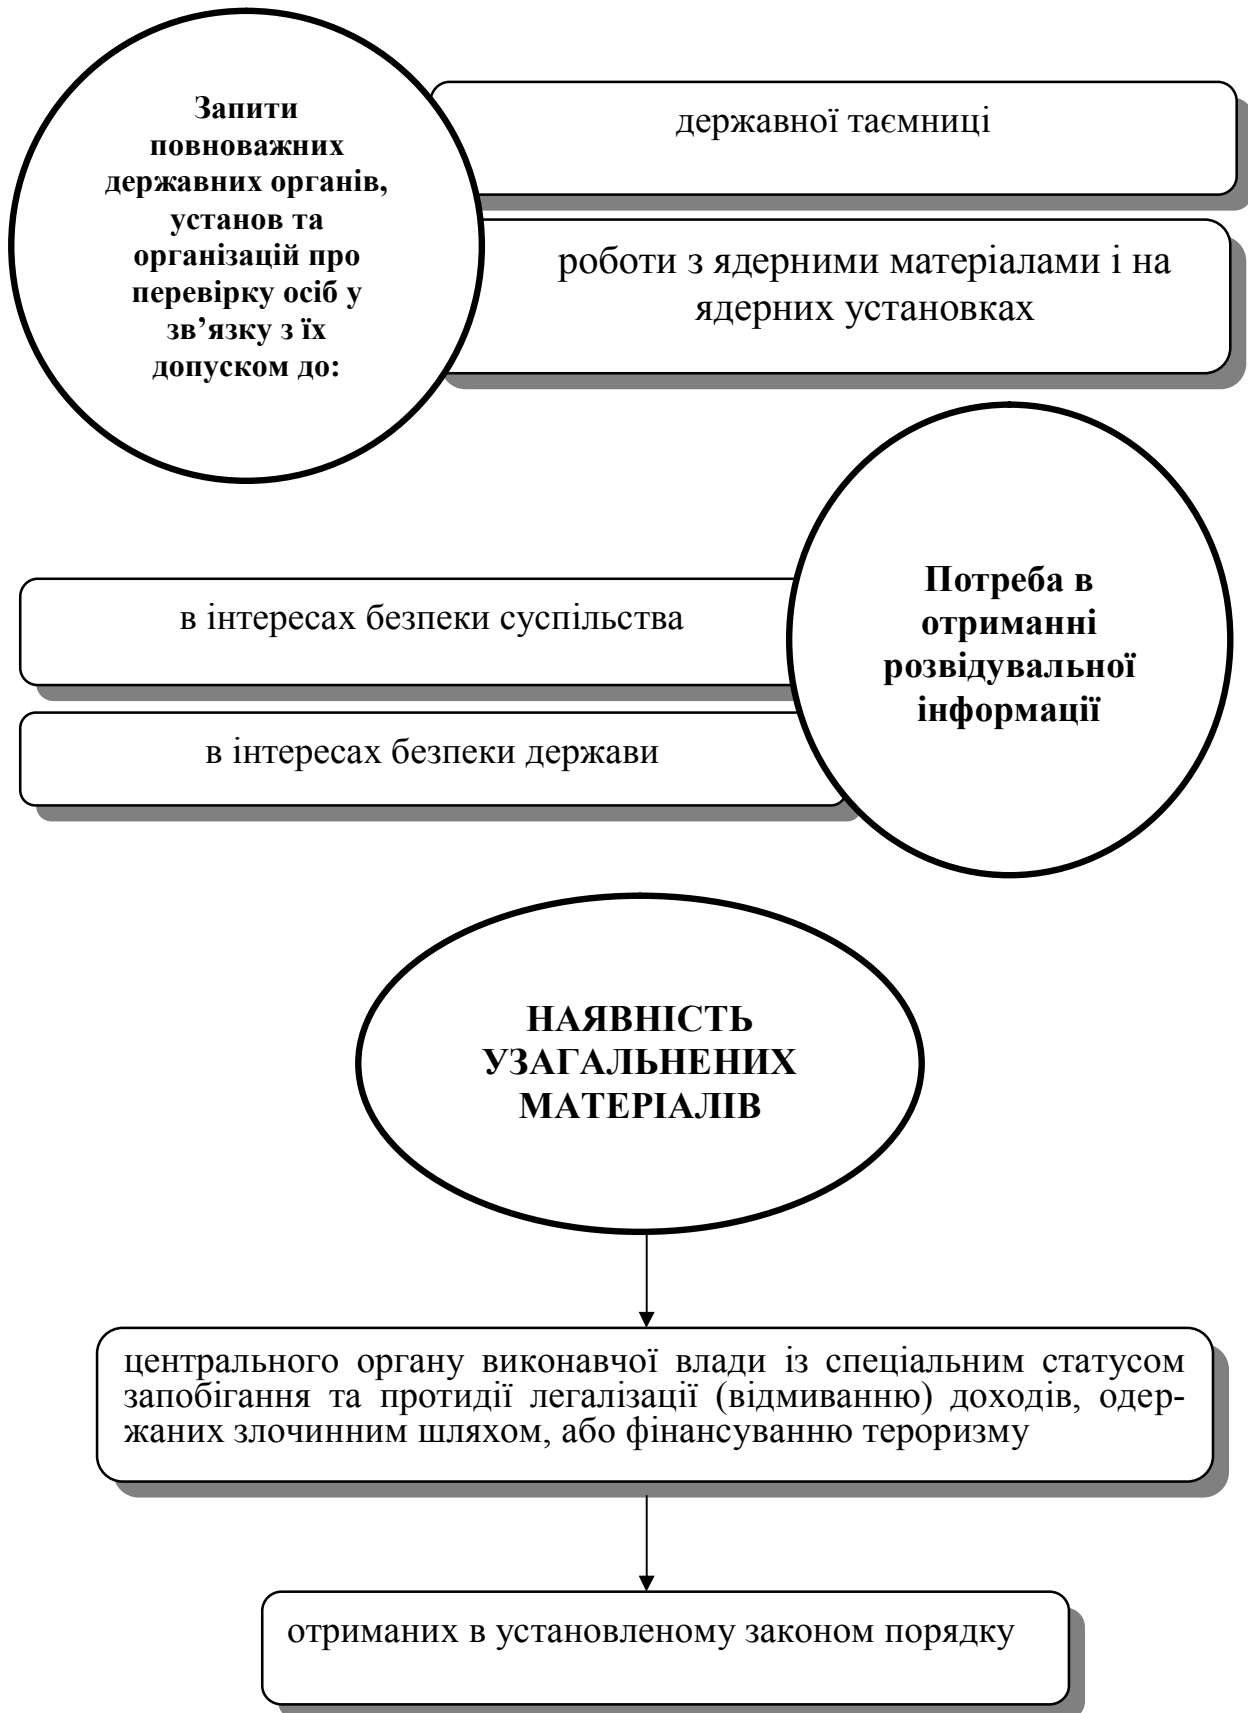 Запити
повноважних
державних органів,
установ та
організацій про
перевірку осіб у
зв’язку з їх
допуском до:
державної таємниці
роботи з ядерними матеріалами і на
ядерних установках
Потреба в
отриманні
розвідувальної
інформації
в інтересах безпеки суспільства
в інтересах безпеки держави
НАЯВНІСТЬ
УЗАГАЛЬНЕНИХ
МАТЕРІАЛІВ
центрального органу виконавчої влади із спеціальним статусом
запобігання та протидії легалізації (відмиванню) доходів, одер-
жаних злочинним шляхом, або фінансуванню тероризму
отриманих в установленому законом порядку